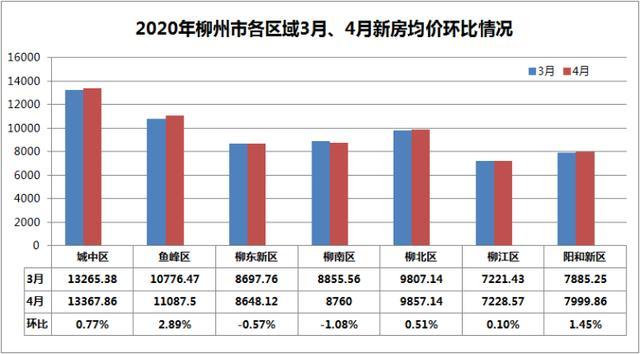 2020年柳州市各区域3月、4月新房均价环比情况
3月 4月
14000
12000
10000
8000
6000
4000
2000
0
城中区 鱼峰区 柳东新区 柳南区 柳北区 柳江区 阳和新区
3月 13265.38 10776.47 8697.76 8855.56 9807.14 7221.43 7885.25
4月 13367.86 11087.5 8648.12 8760 9857.14 7228.57 7999.86
环比 0.77% 2.89% -0.57% -1.08% 0.51% 0.10% 1.45%